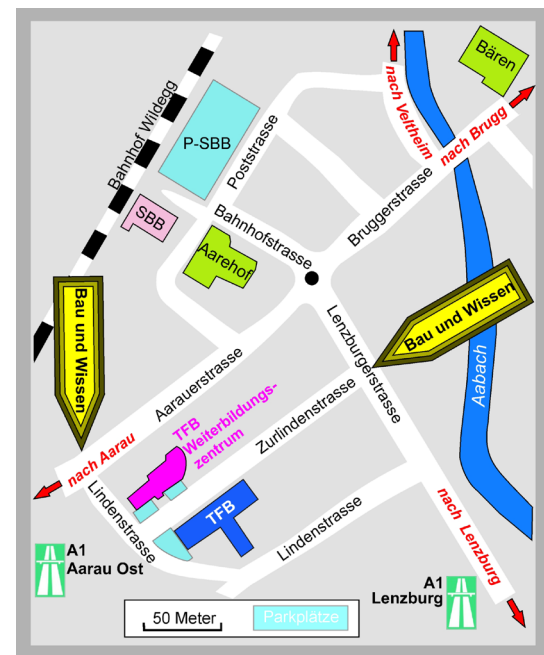 Bären
nach Veltheim
nach Brugg
Bahnhof Wildegg
P-SBB
Poststrasse
SBB
Bahnhofstrasse
Bruggerstrasse
Aarehof
Bau und Wissen
Bau und Wissen
Aabach
Lenzburgerstrasse
Aarauerstrasse
TFB
Weiterbildungs-
zentrum
Zurlindenstrasse
nach Aarau
Lindenstrasse
TFB
Lindenstrasse
nach Lenzburg
A1
Aarau Ost
A1
Lenzburg
50 Meter
Parkplätze